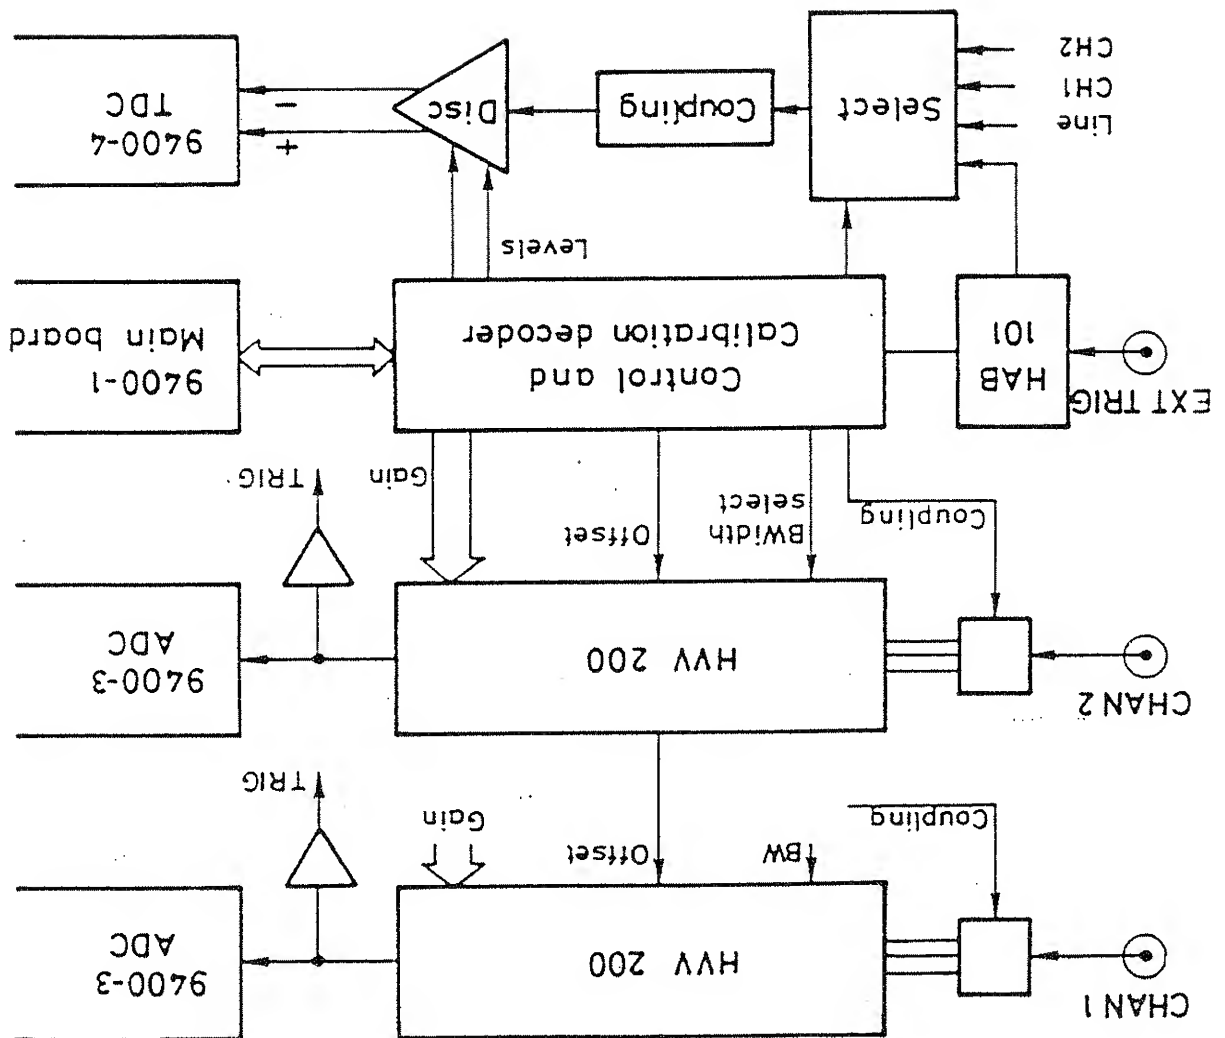 CHAN 1
HVV 200
9400-3
ADC
Coupling
BW
Offset
Gain
TRIG
CHAN 2
HVV 200
9400-3
ADC
Coupling
BWidth
select
Offset
Gain
TRIG
EXT TRIG
HAB
101
Control and
Calibration decoder
9400-1
Main board
Levels
Line
CH1
CH2
Select
Coupling
Disc
+
-
9400-4
TDC